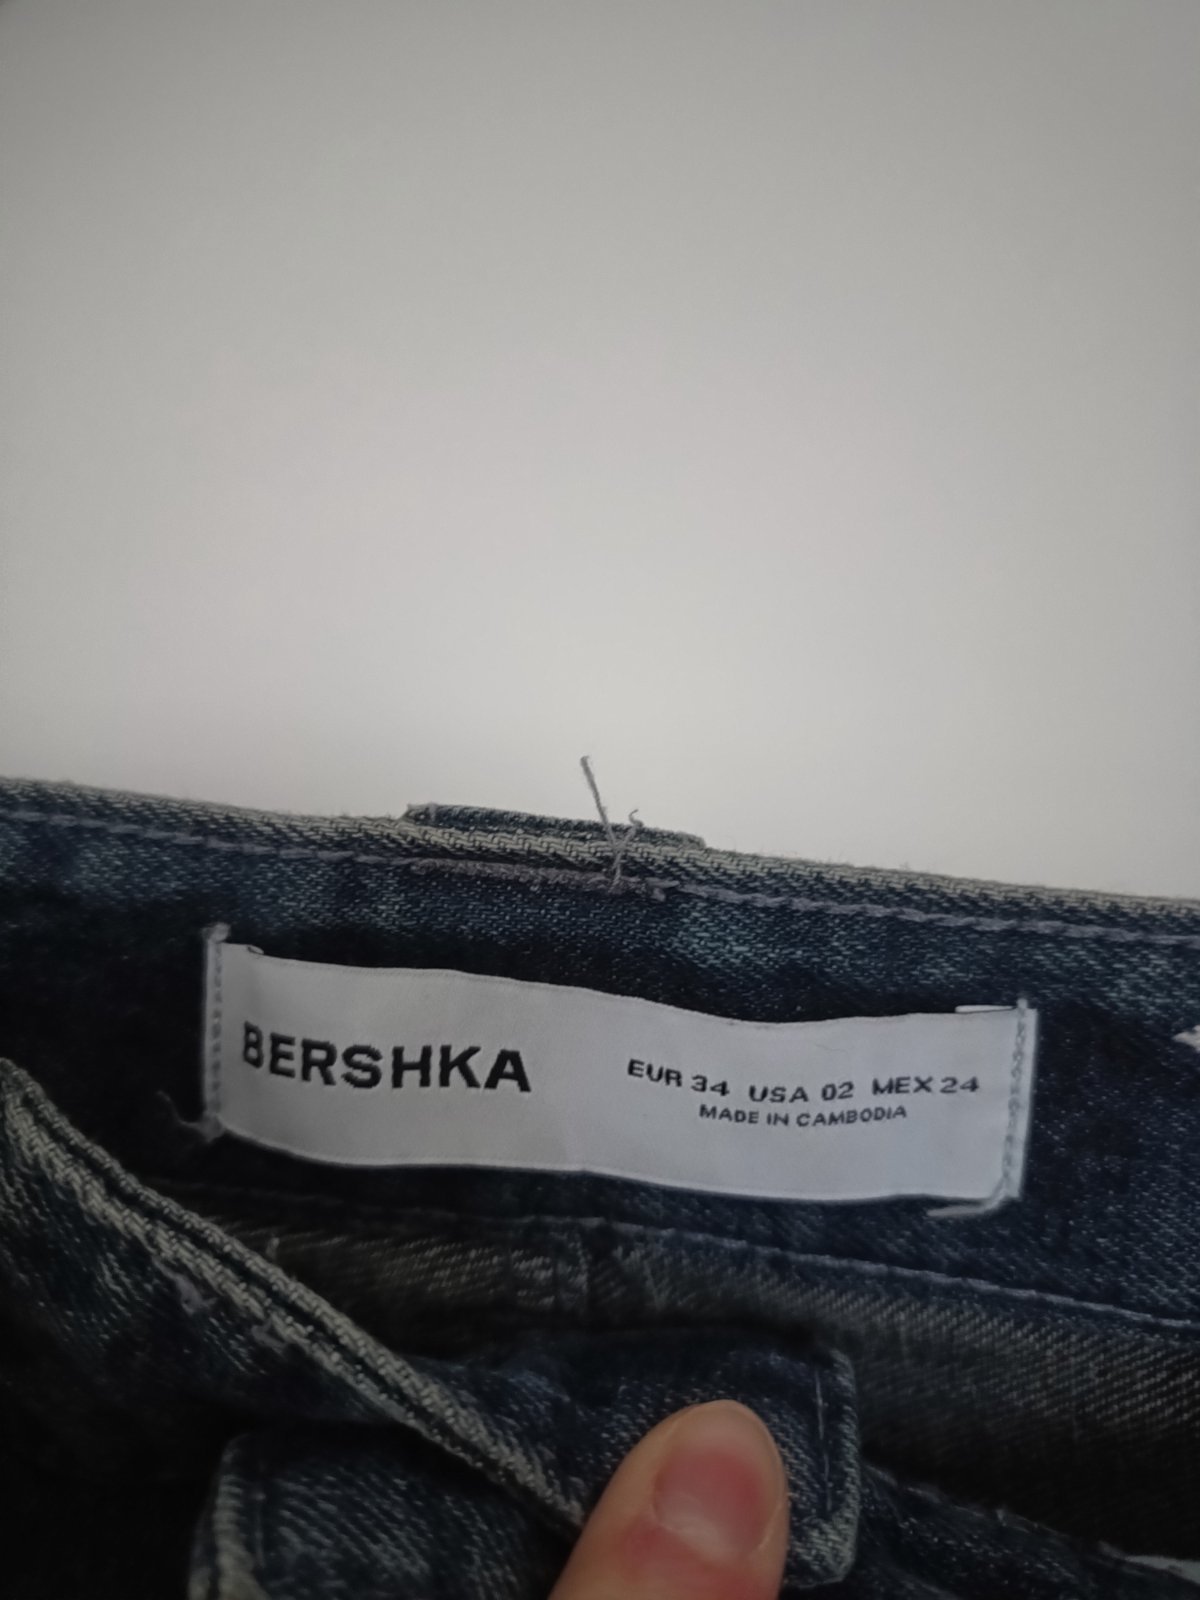 BERSHKA
EUR 34 USA 02 MEX 24
MADE IN CAMBODIA